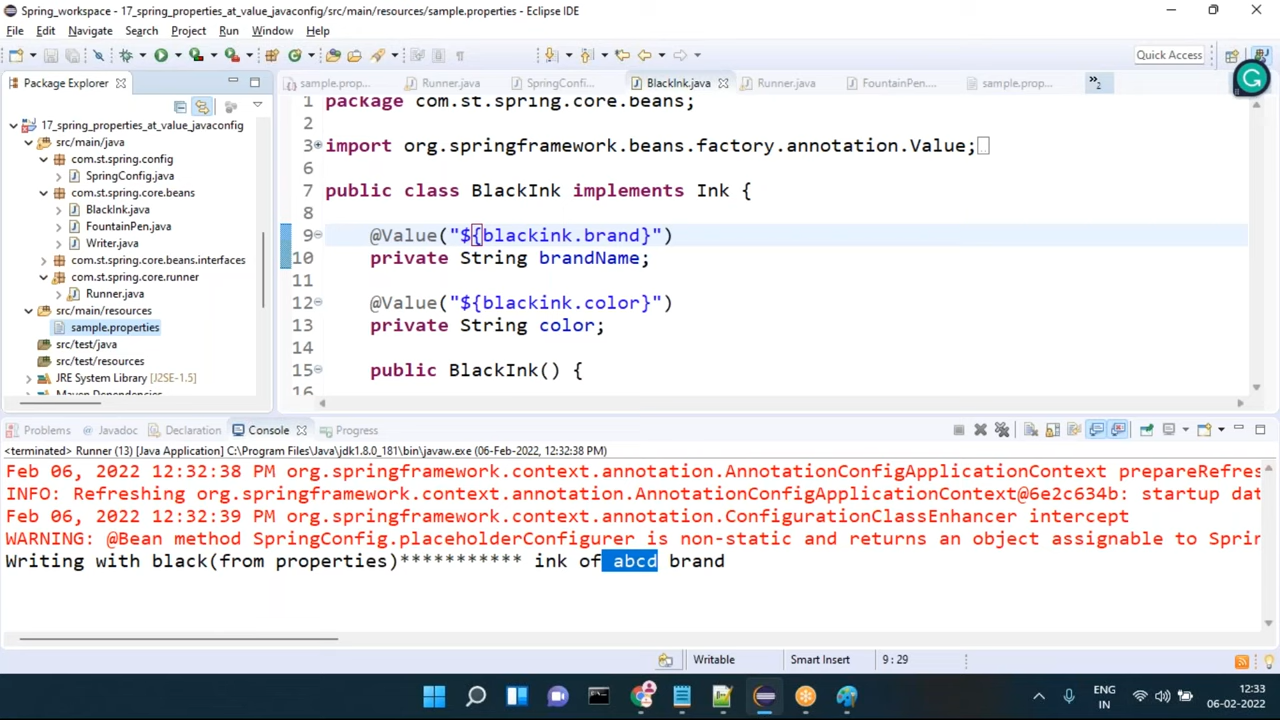 Spring_workspace - 17_spring_properties_at_value_javaconfig/src/main/resources/sample.properties - Eclipse IDE
File Edit Navigate Search Project Run Window Help
Quick Access
Package Explorer
sample.prop... Runner.java SpringConfi... BlackInk.java Runner.java FountainPen.... sample.prop... »2
17_spring_properties_at_value_javaconfig
src/main/java
com.st.spring.config
SpringConfig.java
com.st.spring.core.beans
BlackInk.java
FountainPen.java
Writer.java
com.st.spring.core.beans.interfaces
com.st.spring.core.runner
Runner.java
src/main/resources
sample.properties
src/test/java
src/test/resources
JRE System Library [J2SE-1.5]
Maven Dependencies
1 package com.st.spring.core.beans;
2
3 import org.springframework.beans.factory.annotation.Value;
6
7 public class BlackInk implements Ink {
8
9 @Value("${blackink.brand}")
10 private String brandName;
11
12 @Value("${blackink.color}")
13 private String color;
14
15 public BlackInk() {
16
Problems Javadoc Declaration Console Progress
<terminated> Runner (13) [Java Application] C:\Program Files\Java\jdk1.8.0_181\bin\javaw.exe (06-Feb-2022, 12:32:38 PM)
Feb 06, 2022 12:32:38 PM org.springframework.context.annotation.AnnotationConfigApplicationContext prepareRefres
INFO: Refreshing org.springframework.context.annotation.AnnotationConfigApplicationContext@6e2c634b: startup dat
Feb 06, 2022 12:32:39 PM org.springframework.context.annotation.ConfigurationClassEnhancer intercept
WARNING: @Bean method SpringConfig.placeholderConfigurer is non-static and returns an object assignable to Sprin
Writing with black(from properties)*********** ink of abcd brand
Writable Smart Insert 9 : 29
ENG
IN
12:33
06-02-2022